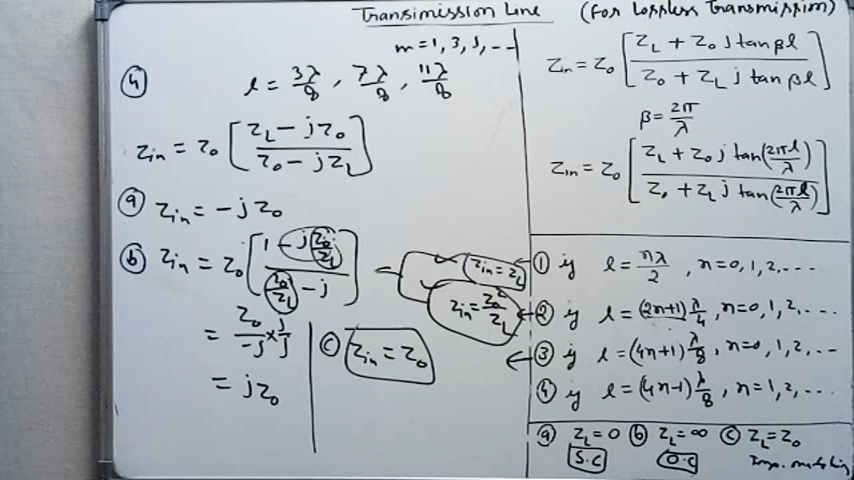 Transimission Line (For Lossless Transmission)
m = 1, 3, 5, ---
④ l = 3λ/8, 7λ/8, 11λ/8
Zin = Z0 [ (ZL - jZ0) / (Z0 - jZL) ]
ⓐ Zin = -jZ0
ⓑ Zin = Z0 [ (1 - j Z0/ZL) / (Z0/ZL - j) ]
= Z0/-j × j/j
= jZ0
ⓒ Zin = Z0
Zin = ZL
Zin = Z0²/ZL
Zin = Z0 [ (ZL + Z0 j tan βl) / (Z0 + ZL j tan βl) ]
β = 2π/λ
Zin = Z0 [ (ZL + Z0 j tan(2πl/λ)) / (Z0 + ZL j tan(2πl/λ)) ]
① if l = nλ/2, n = 0, 1, 2, ----
② if l = (2n+1) λ/4, n = 0, 1, 2, ----
③ if l = (4n+1) λ/8, n = 0, 1, 2, ---
④ if l = (4n-1) λ/8, n = 1, 2, ----
ⓐ ZL = 0 ⓑ ZL = ∞ ⓒ ZL = Z0
S.C O.C Imp. matching